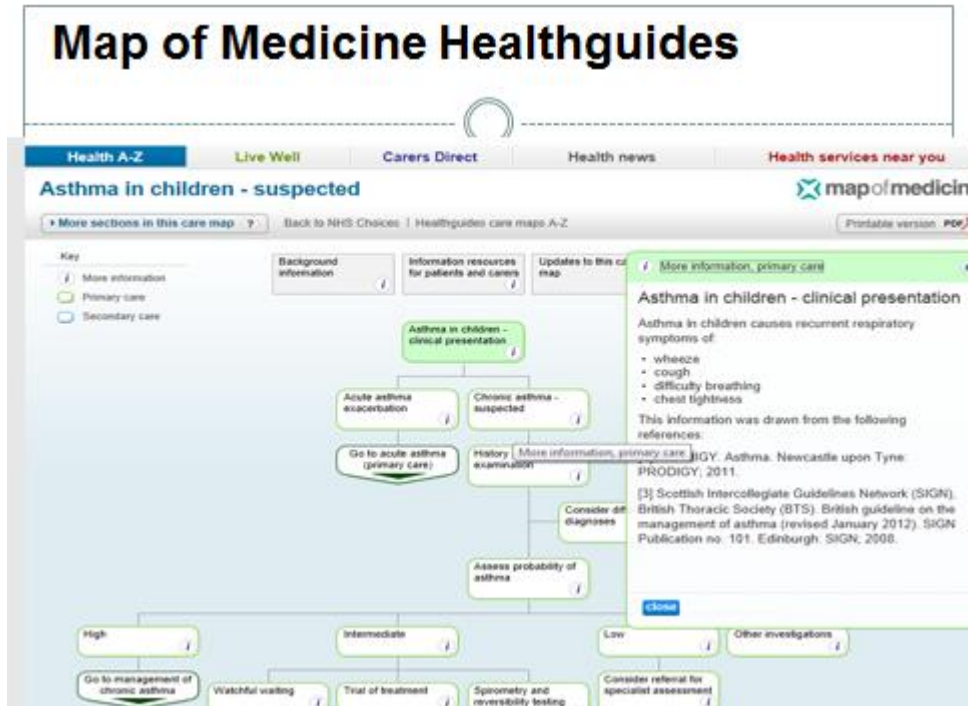 Map of Medicine Healthguides
Health A-Z Live Well Carers Direct Health news Health services near you
Asthma in children - suspected
mapofmedicin
More sections in this care map ? Back to NHS Choices | Healthguides care maps A-Z Printable version PDF
Key
i More information
Primary care
Secondary care
Background
information
i
Information resources
for patients and carers
i
Updates to this ca
map
Asthma in children -
clinical presentation
i
Acute asthma
exacerbation
i
Chronic asthma -
suspected
i
Go to acute asthma
(primary care)
History
examination
i
More information, primary care
Consider dif
diagnoses
Assess probability of
asthma
i
High
i
Intermediate
i
Low
i
Other investigations
i
Go to management of
chronic asthma
Watchful waiting
i
Trial of treatment
i
Spirometry and
reversibility testing
i
Consider referral for
specialist assessment
i
i More information, primary care
Asthma in children - clinical presentation
Asthma in children causes recurrent respiratory
symptoms of:
• wheeze
• cough
• difficulty breathing
• chest tightness
This information was drawn from the following
references:
IGY. Asthma. Newcastle upon Tyne:
PRODIGY; 2011.
[3] Scottish Intercollegiate Guidelines Network (SIGN),
British Thoracic Society (BTS). British guideline on the
management of asthma (revised January 2012). SIGN
Publication no. 101. Edinburgh: SIGN; 2008.
close